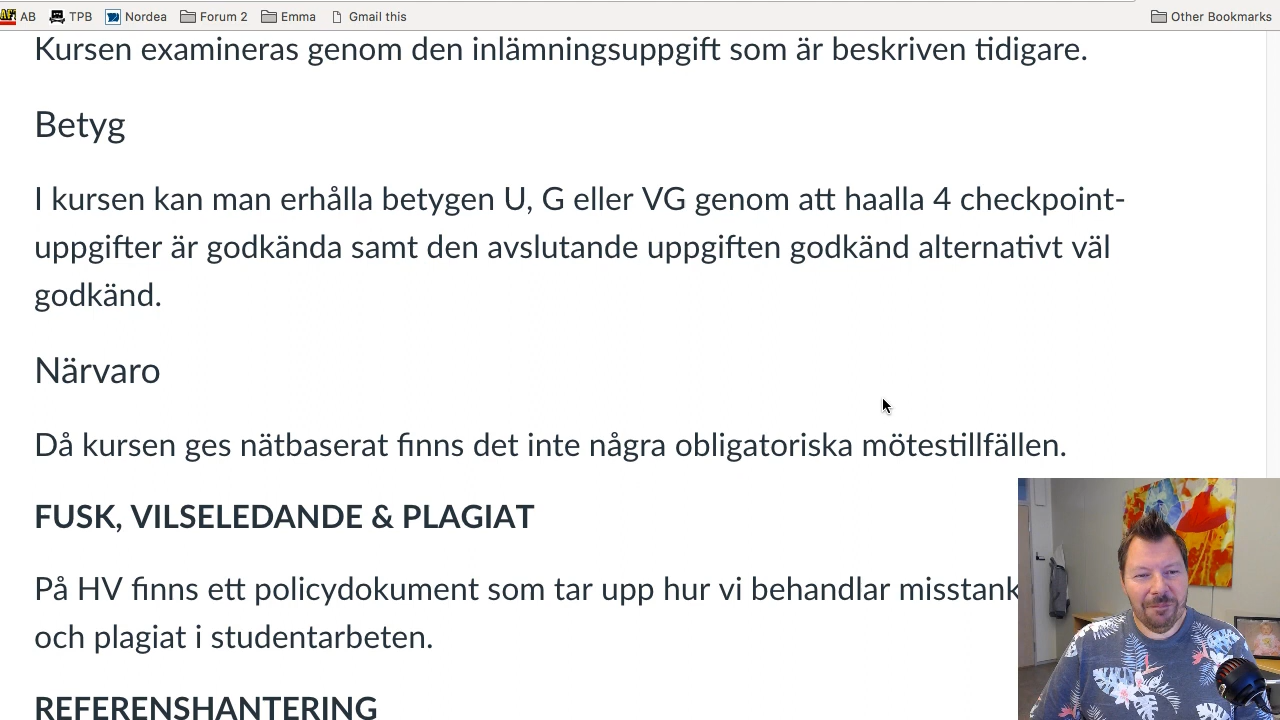 AB TPB Nordea Forum 2 Emma Gmail this Other Bookmarks
Kursen examineras genom den inlämningsuppgift som är beskriven tidigare.
Betyg
I kursen kan man erhålla betygen U, G eller VG genom att haalla 4 checkpoint-
uppgifter är godkända samt den avslutande uppgiften godkänd alternativt väl
godkänd.
Närvaro
Då kursen ges nätbaserat finns det inte några obligatoriska mötestillfällen.
FUSK, VILSELEDANDE & PLAGIAT
På HV finns ett policydokument som tar upp hur vi behandlar misstank
och plagiat i studentarbeten.
REFERENSHANTERING